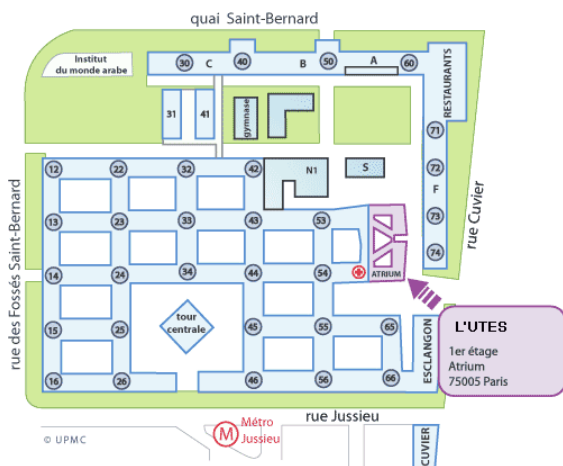 quai Saint-Bernard
Institut
du monde arabe
30
C
40
B
50
A
60
RESTAURANTS
31
41
gymnase
71
12
22
32
42
N1
S
72
F
rue des Fossés Saint-Bernard
rue Cuvier
13
23
33
43
53
73
74
14
24
34
44
54
ATRIUM
tour
centrale
15
25
45
55
65
ESCLANGON
L'UTES
1er étage
Atrium
75005 Paris
16
26
46
56
66
rue Jussieu
© UPMC
M
Métro
Jussieu
CUVIER